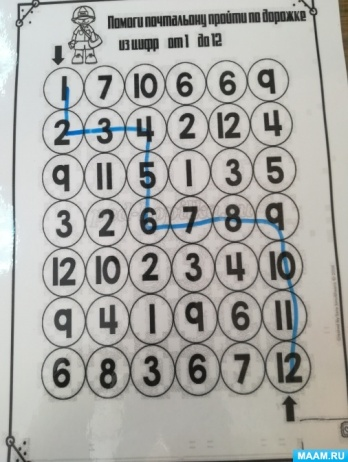 Помоги почтальону пройти по дорожке
из цифр от 1 до 12
1 7 10 6 6 9
2 3 4 2 12 4
9 11 5 1 3 5
3 2 6 7 8 9
12 10 2 3 4 10
9 4 1 9 6 11
6 8 3 6 7 12
MAAM.RU